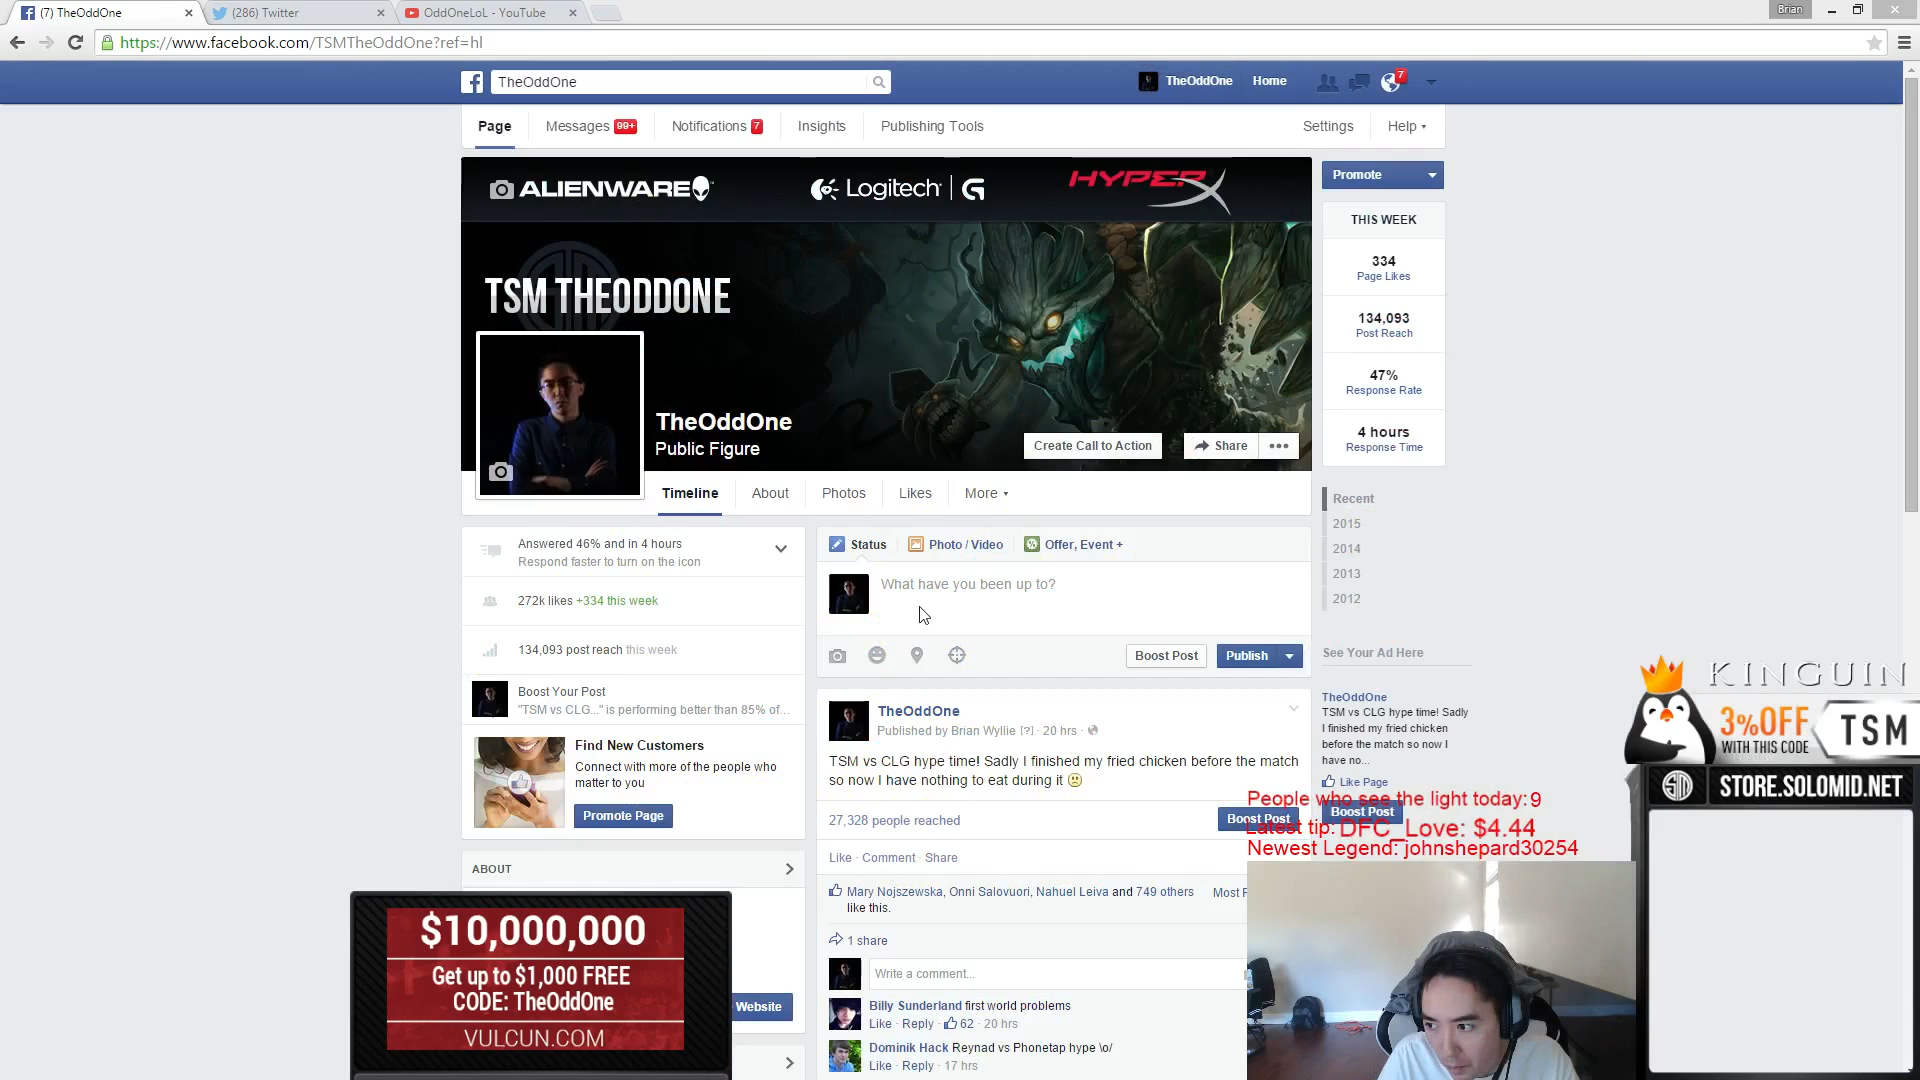 (7) TheOddOne
(286) Twitter
OddOneLoL - YouTube
Brian
https://www.facebook.com/TSMTheOddOne?ref=hl
TheOddOne
TheOddOne
Home
7
Page
Messages 99+
Notifications 7
Insights
Publishing Tools
Settings
Help
ALIENWARE
Logitech G
HYPERX
TSM THEODDONE
TheOddOne
Public Figure
Create Call to Action
Share
Promote
THIS WEEK
334
Page Likes
134,093
Post Reach
47%
Response Rate
4 hours
Response Time
Timeline
About
Photos
Likes
More
Recent
2015
2014
2013
2012
Answered 46% and in 4 hours
Respond faster to turn on the icon
272k likes +334 this week
134,093 post reach this week
Boost Your Post
"TSM vs CLG..." is performing better than 85% of...
Find New Customers
Connect with more of the people who
matter to you
Promote Page
ABOUT
Website
Status
Photo / Video
Offer, Event +
What have you been up to?
Boost Post
Publish
TheOddOne
Published by Brian Wyllie [?] · 20 hrs ·
TSM vs CLG hype time! Sadly I finished my fried chicken before the match
so now I have nothing to eat during it
27,328 people reached
Boost Post
Like · Comment · Share
Mary Nojszewska, Onni Salovuori, Nahuel Leiva and 749 others
like this.
1 share
Write a comment...
Billy Sunderland first world problems
Like · Reply · 62 · 20 hrs
Dominik Hack Reynad vs Phonetap hype \o/
Like · Reply · 17 hrs
See Your Ad Here
TheOddOne
TSM vs CLG hype time! Sadly
I finished my fried chicken
before the match so now I
have no...
Like Page
Boost Post
People who see the light today: 9
Latest tip: DFC_Love: $4.44
Newest Legend: johnshepard30254
KINGUIN
3%OFF
WITH THIS CODE
TSM
STORE.SOLOMID.NET
$10,000,000
Get up to $1,000 FREE
CODE: TheOddOne
VULCUN.COM